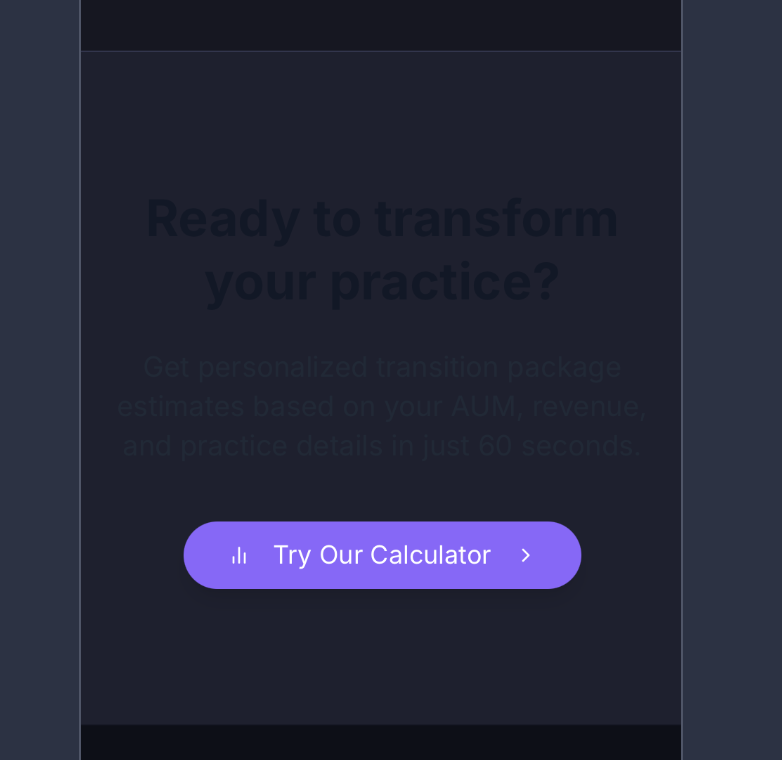 Ready to transform
your practice?
Get personalized transition package
estimates based on your AUM, revenue,
and practice details in just 60 seconds.
Try Our Calculator